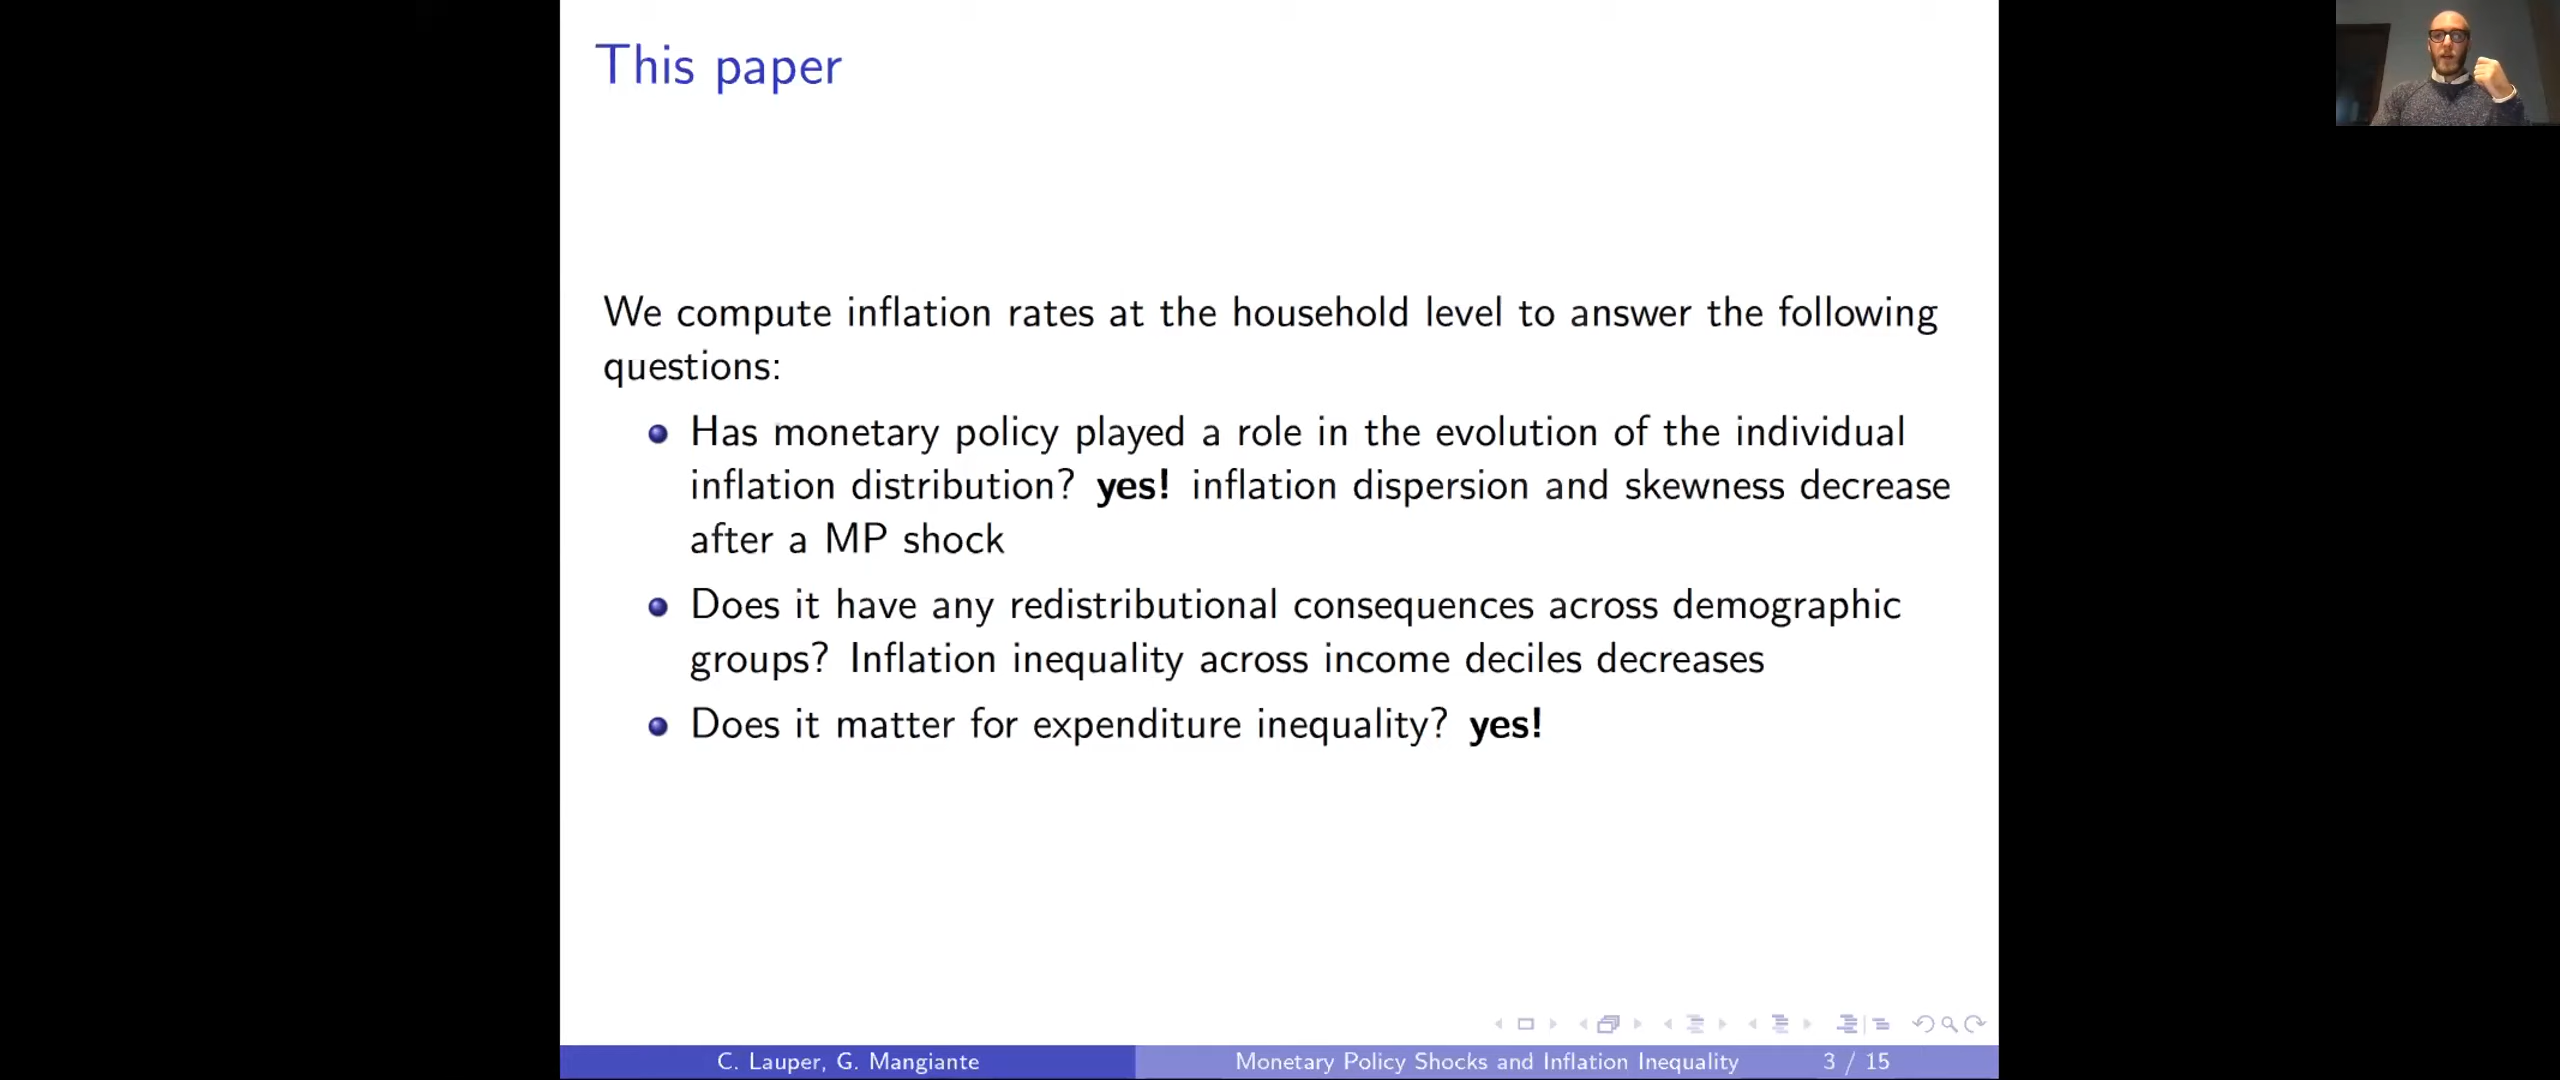 This paper
We compute inflation rates at the household level to answer the following
questions:
Has monetary policy played a role in the evolution of the individual
inflation distribution? yes! inflation dispersion and skewness decrease
after a MP shock
Does it have any redistributional consequences across demographic
groups? Inflation inequality across income deciles decreases
Does it matter for expenditure inequality? yes!
C. Lauper, G. Mangiante
Monetary Policy Shocks and Inflation Inequality
3 / 15